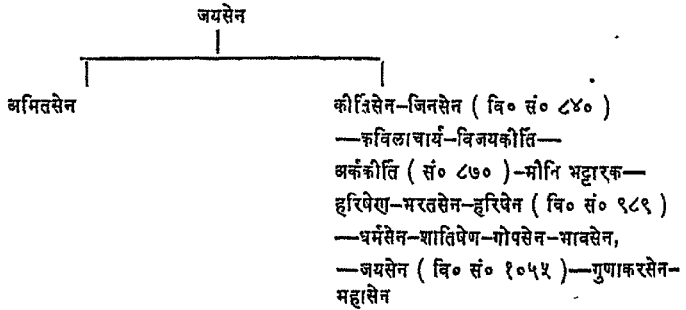 जयसेन
अमितसेन
कीर्तिसेन–जिनसेन ( वि० सं० ८४० )
—कविलाचार्य–विजयकीर्ति—
अर्ककीर्ति ( सं० ८७० )–मौनि भट्टारक—
हरिषेण–भरतसेन–हरिषेन ( वि० सं० ९८९ )
—धर्मसेन–शातिषेण–गोपसेन–भावसेन,
—जयसेन ( वि० सं० १०५५ )—गुणाकरसेन–
महासेन